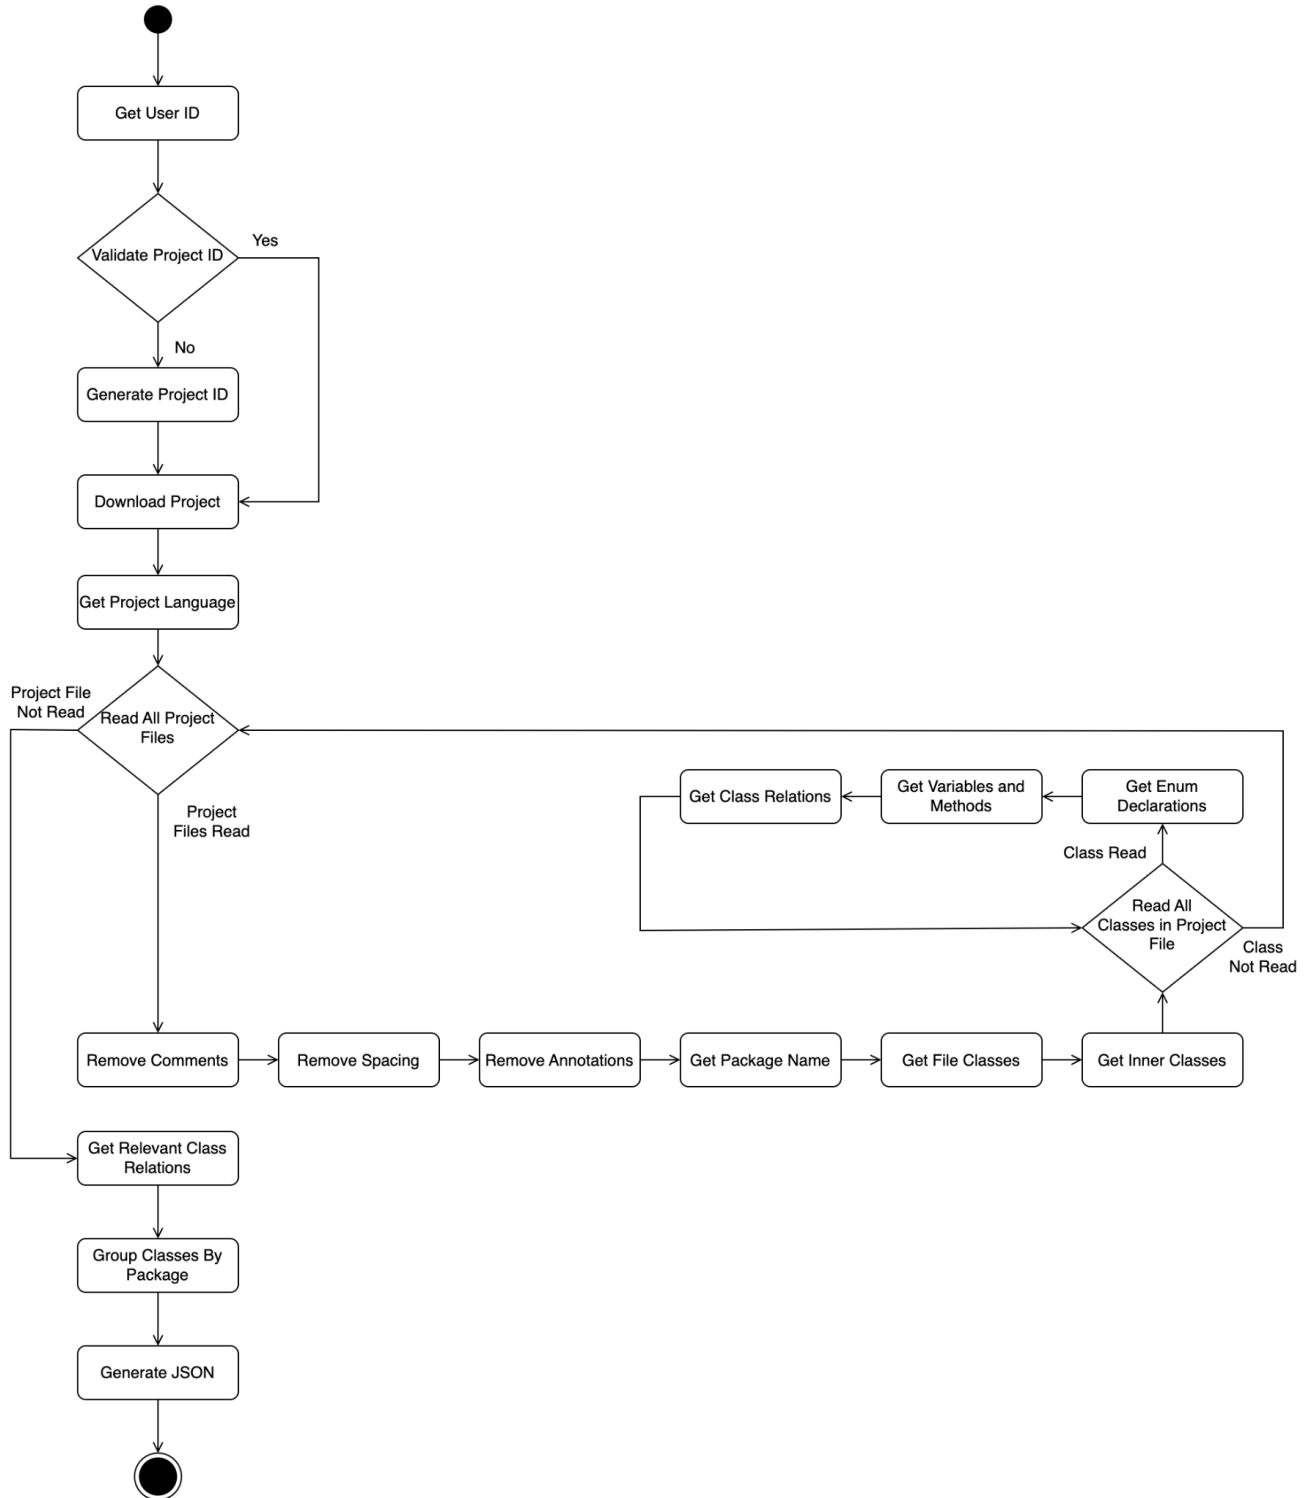 Get User ID
Validate Project ID
Yes
No
Generate Project ID
Download Project
Get Project Language
Project File
Not Read
Read All Project
Files
Project
Files Read
Get Class Relations
Get Variables and
Methods
Get Enum
Declarations
Class Read
Read All
Classes in Project
File
Class
Not Read
Remove Comments
Remove Spacing
Remove Annotations
Get Package Name
Get File Classes
Get Inner Classes
Get Relevant Class
Relations
Group Classes By
Package
Generate JSON